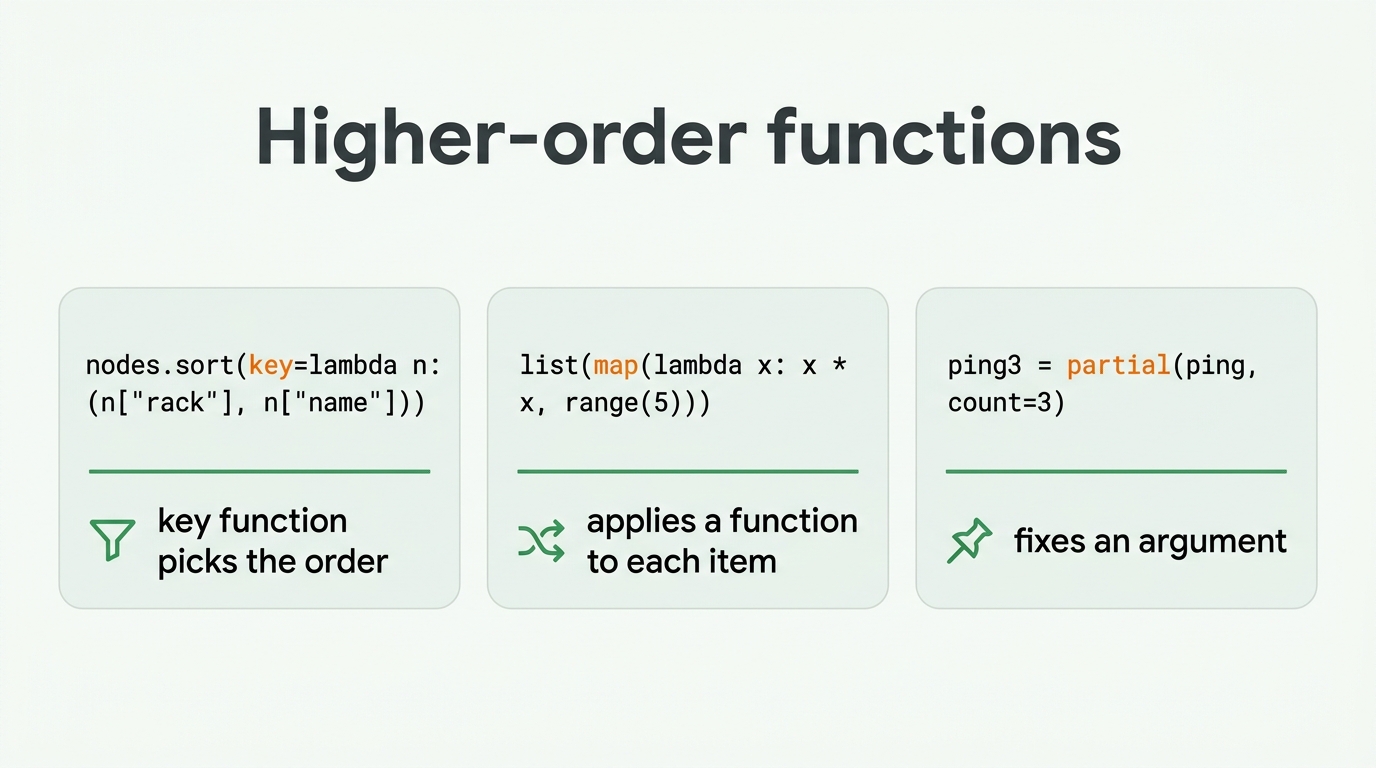 Higher-order functions
nodes.sort(key=lambda n:
(n["rack"], n["name"]))
key function
picks the order
list(map(lambda x: x *
x, range(5)))
applies a function
to each item
ping3 = partial(ping,
count=3)
fixes an argument